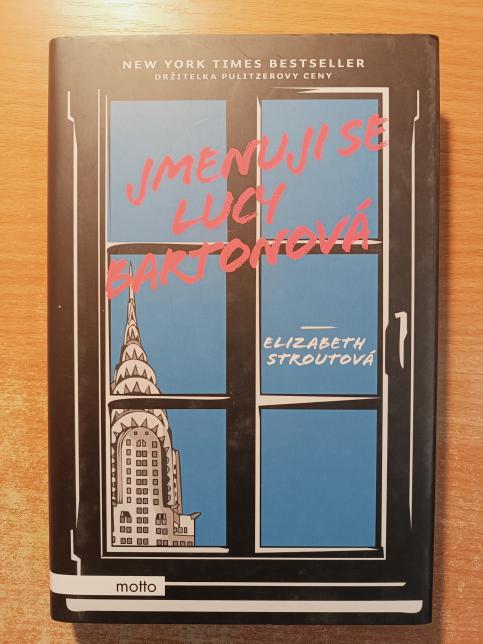 NEW YORK TIMES BESTSELLER
DRŽITELKA PULITZEROVY CENY
JMENUJI SE
LUCY
BARTONOVÁ
ELIZABETH
STROUTOVÁ
motto